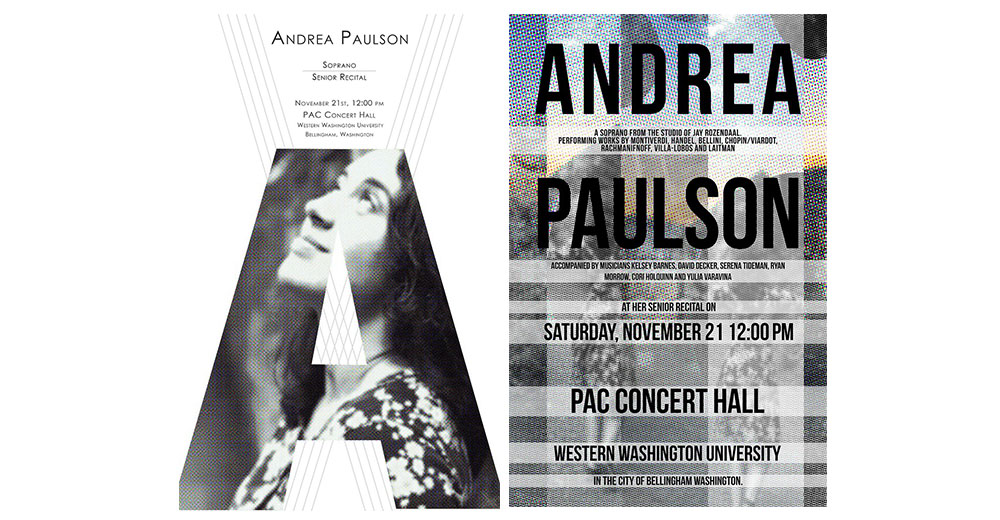 ANDREA PAULSON
SOPRANO
SENIOR RECITAL
NOVEMBER 21ST, 12:00 PM
PAC CONCERT HALL
WESTERN WASHINGTON UNIVERSITY
BELLINGHAM, WASHINGTON
ANDREA
A SOPRANO FROM THE STUDIO OF JAY ROZENDAAL.
PERFORMING WORKS BY MONTIVERDI, HANDEL, BELLINI, CHOPIN/VIARDOT,
RACHMANIFNOFF, VILLA-LOBOS AND LAITMAN
PAULSON
ACCOMPANIED BY MUSICIANS KELSEY BARNES, DAVID DECKER, SERENA TIDEMAN, RYAN
MORROW, CORI HOLQUINN AND YULIA VARAVINA
AT HER SENIOR RECITAL ON
SATURDAY, NOVEMBER 21 12:00 PM
PAC CONCERT HALL
WESTERN WASHINGTON UNIVERSITY
IN THE CITY OF BELLINGHAM WASHINGTON.